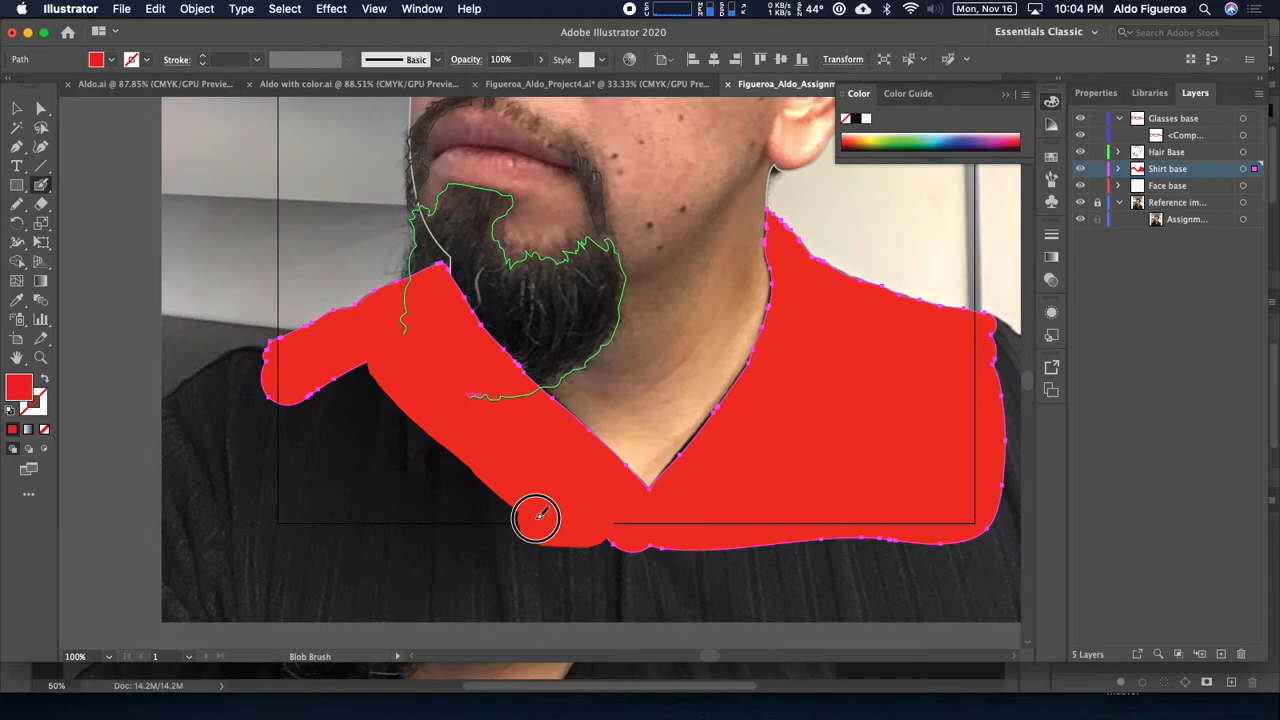 Illustrator File Edit Object Type Select Effect View Window Help 0 KB/s 0 KB/s 44° Mon, Nov 16 10:04 PM Aldo Figueroa
Adobe Illustrator 2020 Essentials Classic Search Adobe Stock
Path Stroke: Basic Opacity: 100% Style: Transform
Aldo.ai @ 87.85% (CMYK/GPU Previe... Aldo with color.ai @ 88.51% (CMYK/GPU Previe... Figueroa_Aldo_Project4.ai* @ 33.33% (CMYK/GPU Pre... Figueroa_Aldo_Assignm
Color Color Guide
Properties Libraries Layers
Glasses base
<Comp...
Hair Base
Shirt base
Face base
Reference im...
Assignm...
100% 1 Blob Brush 5 Layers
50% Doc: 14.2M/14.2M